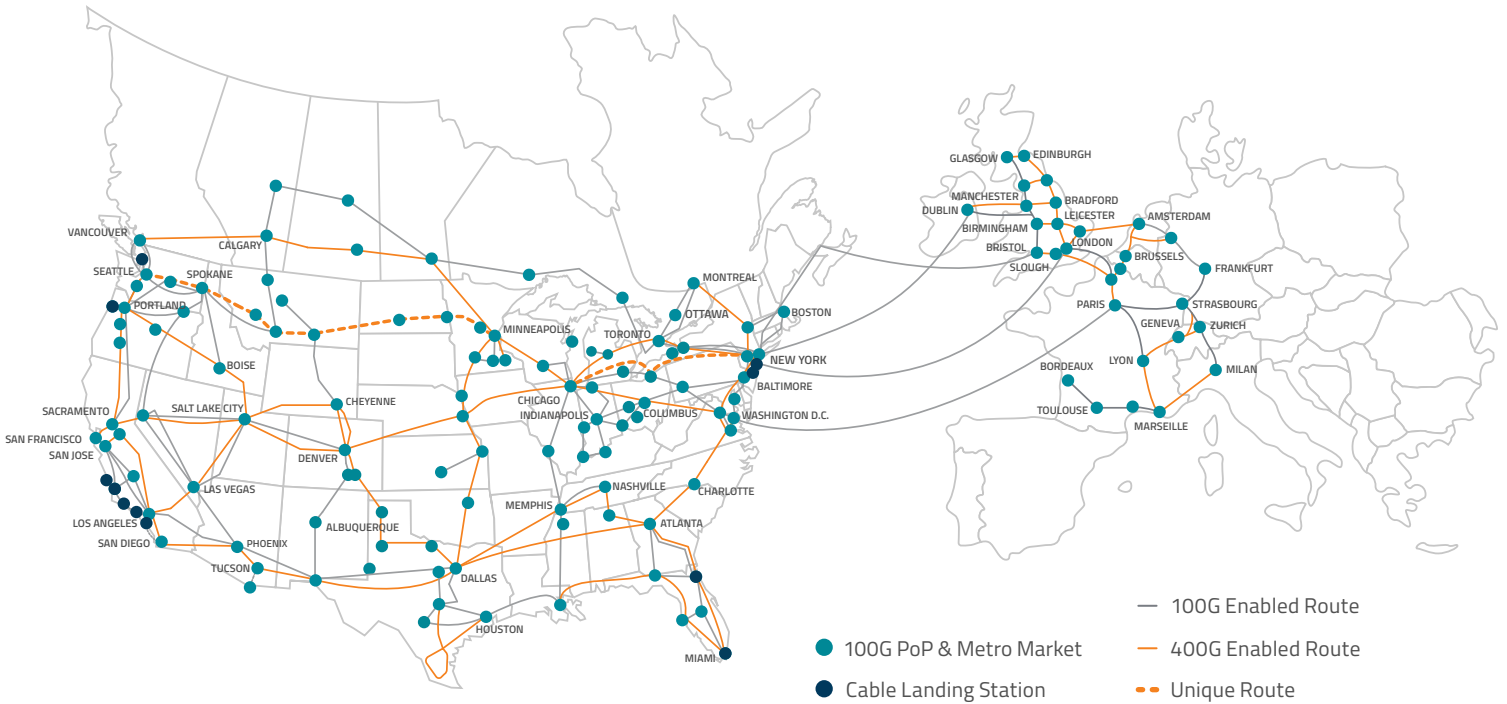 GLASGOW
EDINBURGH
MANCHESTER
BRADFORD
DUBLIN
LEICESTER
AMSTERDAM
BIRMINGHAM
VANCOUVER
CALGARY
BRISTOL
LONDON
BRUSSELS
SLOUGH
FRANKFURT
SEATTLE
SPOKANE
MONTREAL
PORTLAND
PARIS
STRASBOURG
OTTAWA
BOSTON
GENEVA
ZURICH
MINNEAPOLIS
TORONTO
NEW YORK
LYON
BOISE
BORDEAUX
MILAN
BALTIMORE
CHEYENNE
CHICAGO
SACRAMENTO
SALT LAKE CITY
INDIANAPOLIS
COLUMBUS
WASHINGTON D.C.
TOULOUSE
MARSEILLE
SAN FRANCISCO
SAN JOSE
DENVER
LAS VEGAS
NASHVILLE
CHARLOTTE
MEMPHIS
LOS ANGELES
ALBUQUERQUE
ATLANTA
SAN DIEGO
PHOENIX
TUCSON
DALLAS
HOUSTON
MIAMI
100G Enabled Route
100G PoP & Metro Market
400G Enabled Route
Cable Landing Station
Unique Route